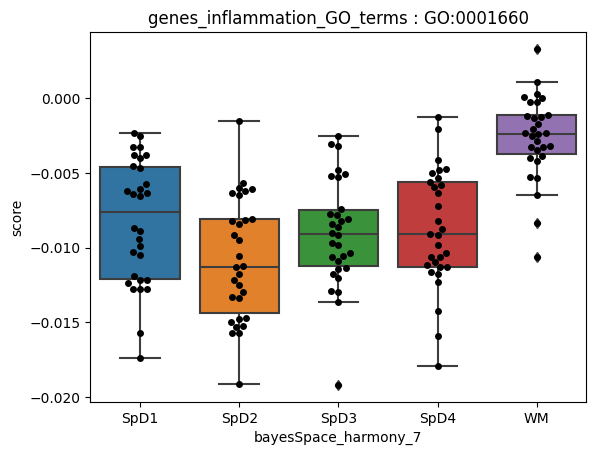 genes_inflammation_GO_terms : GO:0001660
score
0.000
−0.005
−0.010
−0.015
−0.020
SpD1 SpD2 SpD3 SpD4 WM
bayesSpace_harmony_7